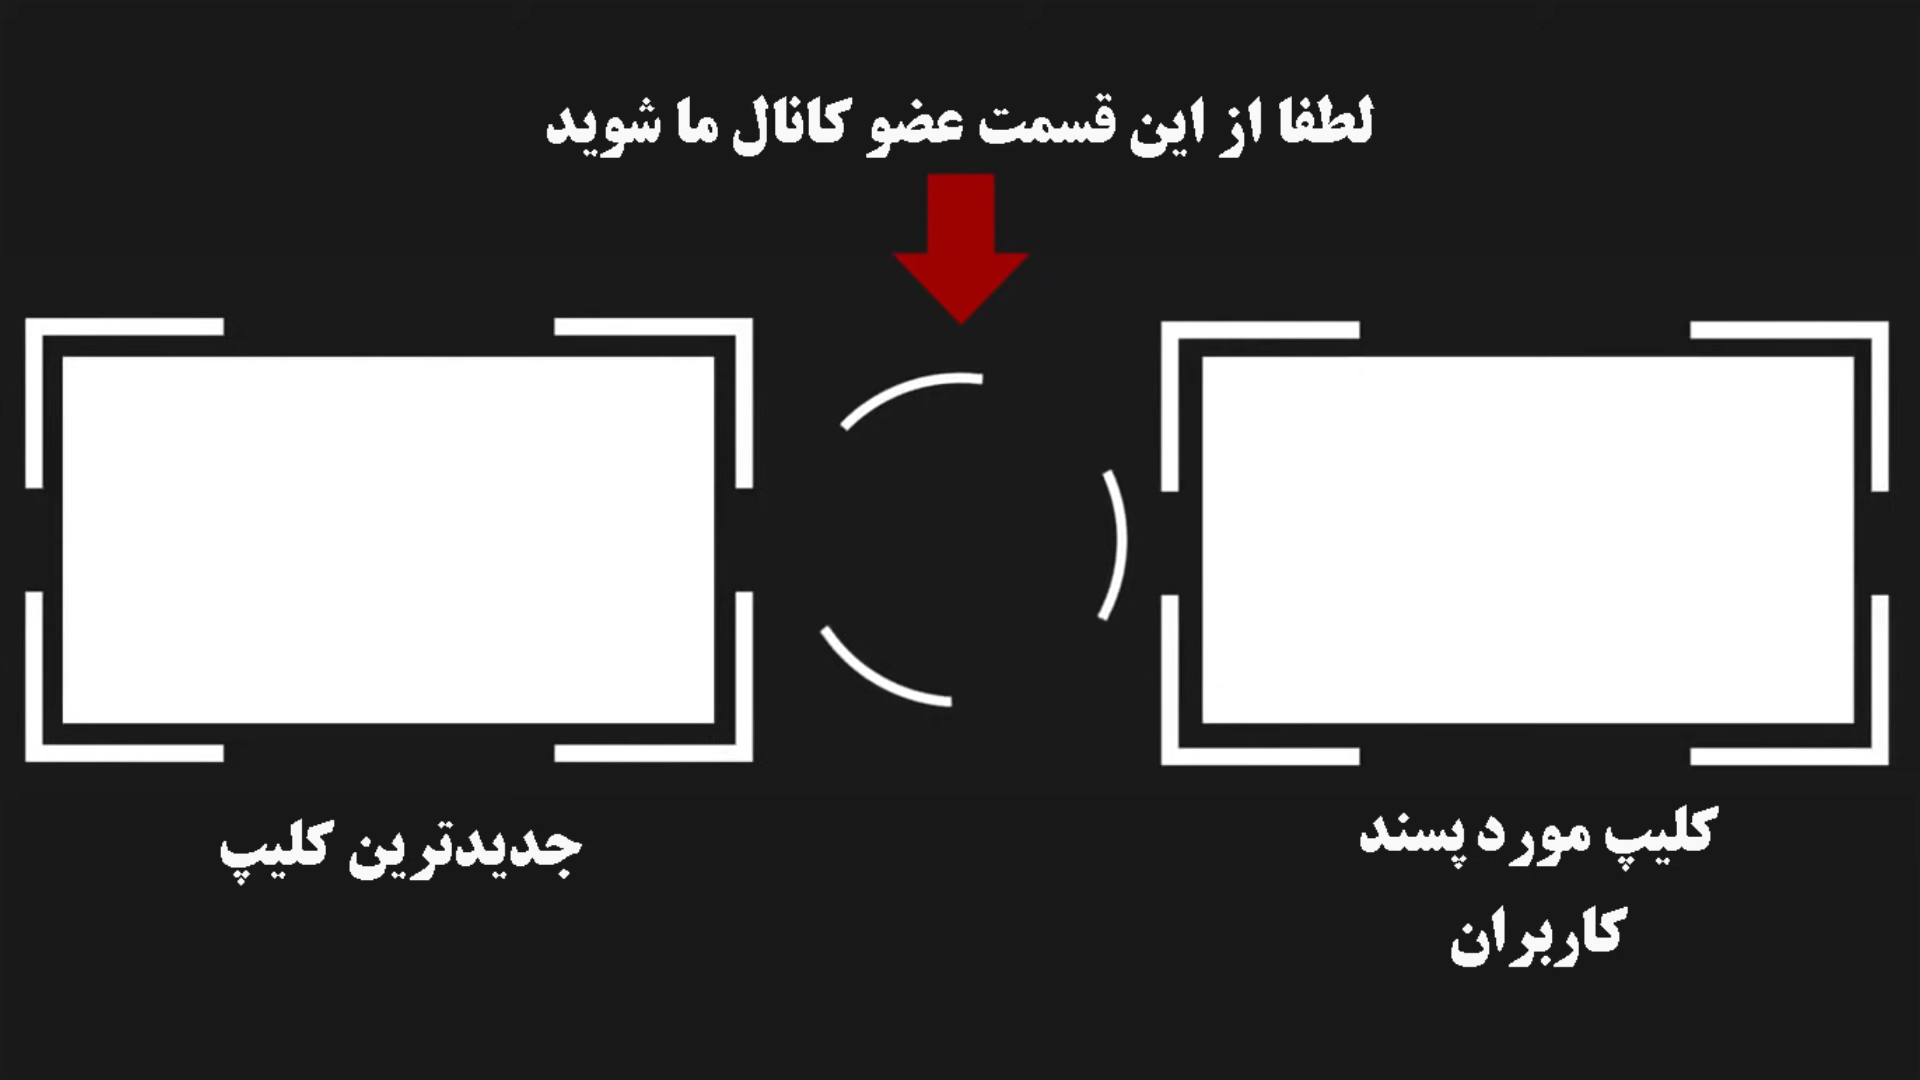 لطفا از این قسمت عضو کانال ما شوید
کلیپ مورد پسند
کاربران
جدیدترین کلیپ